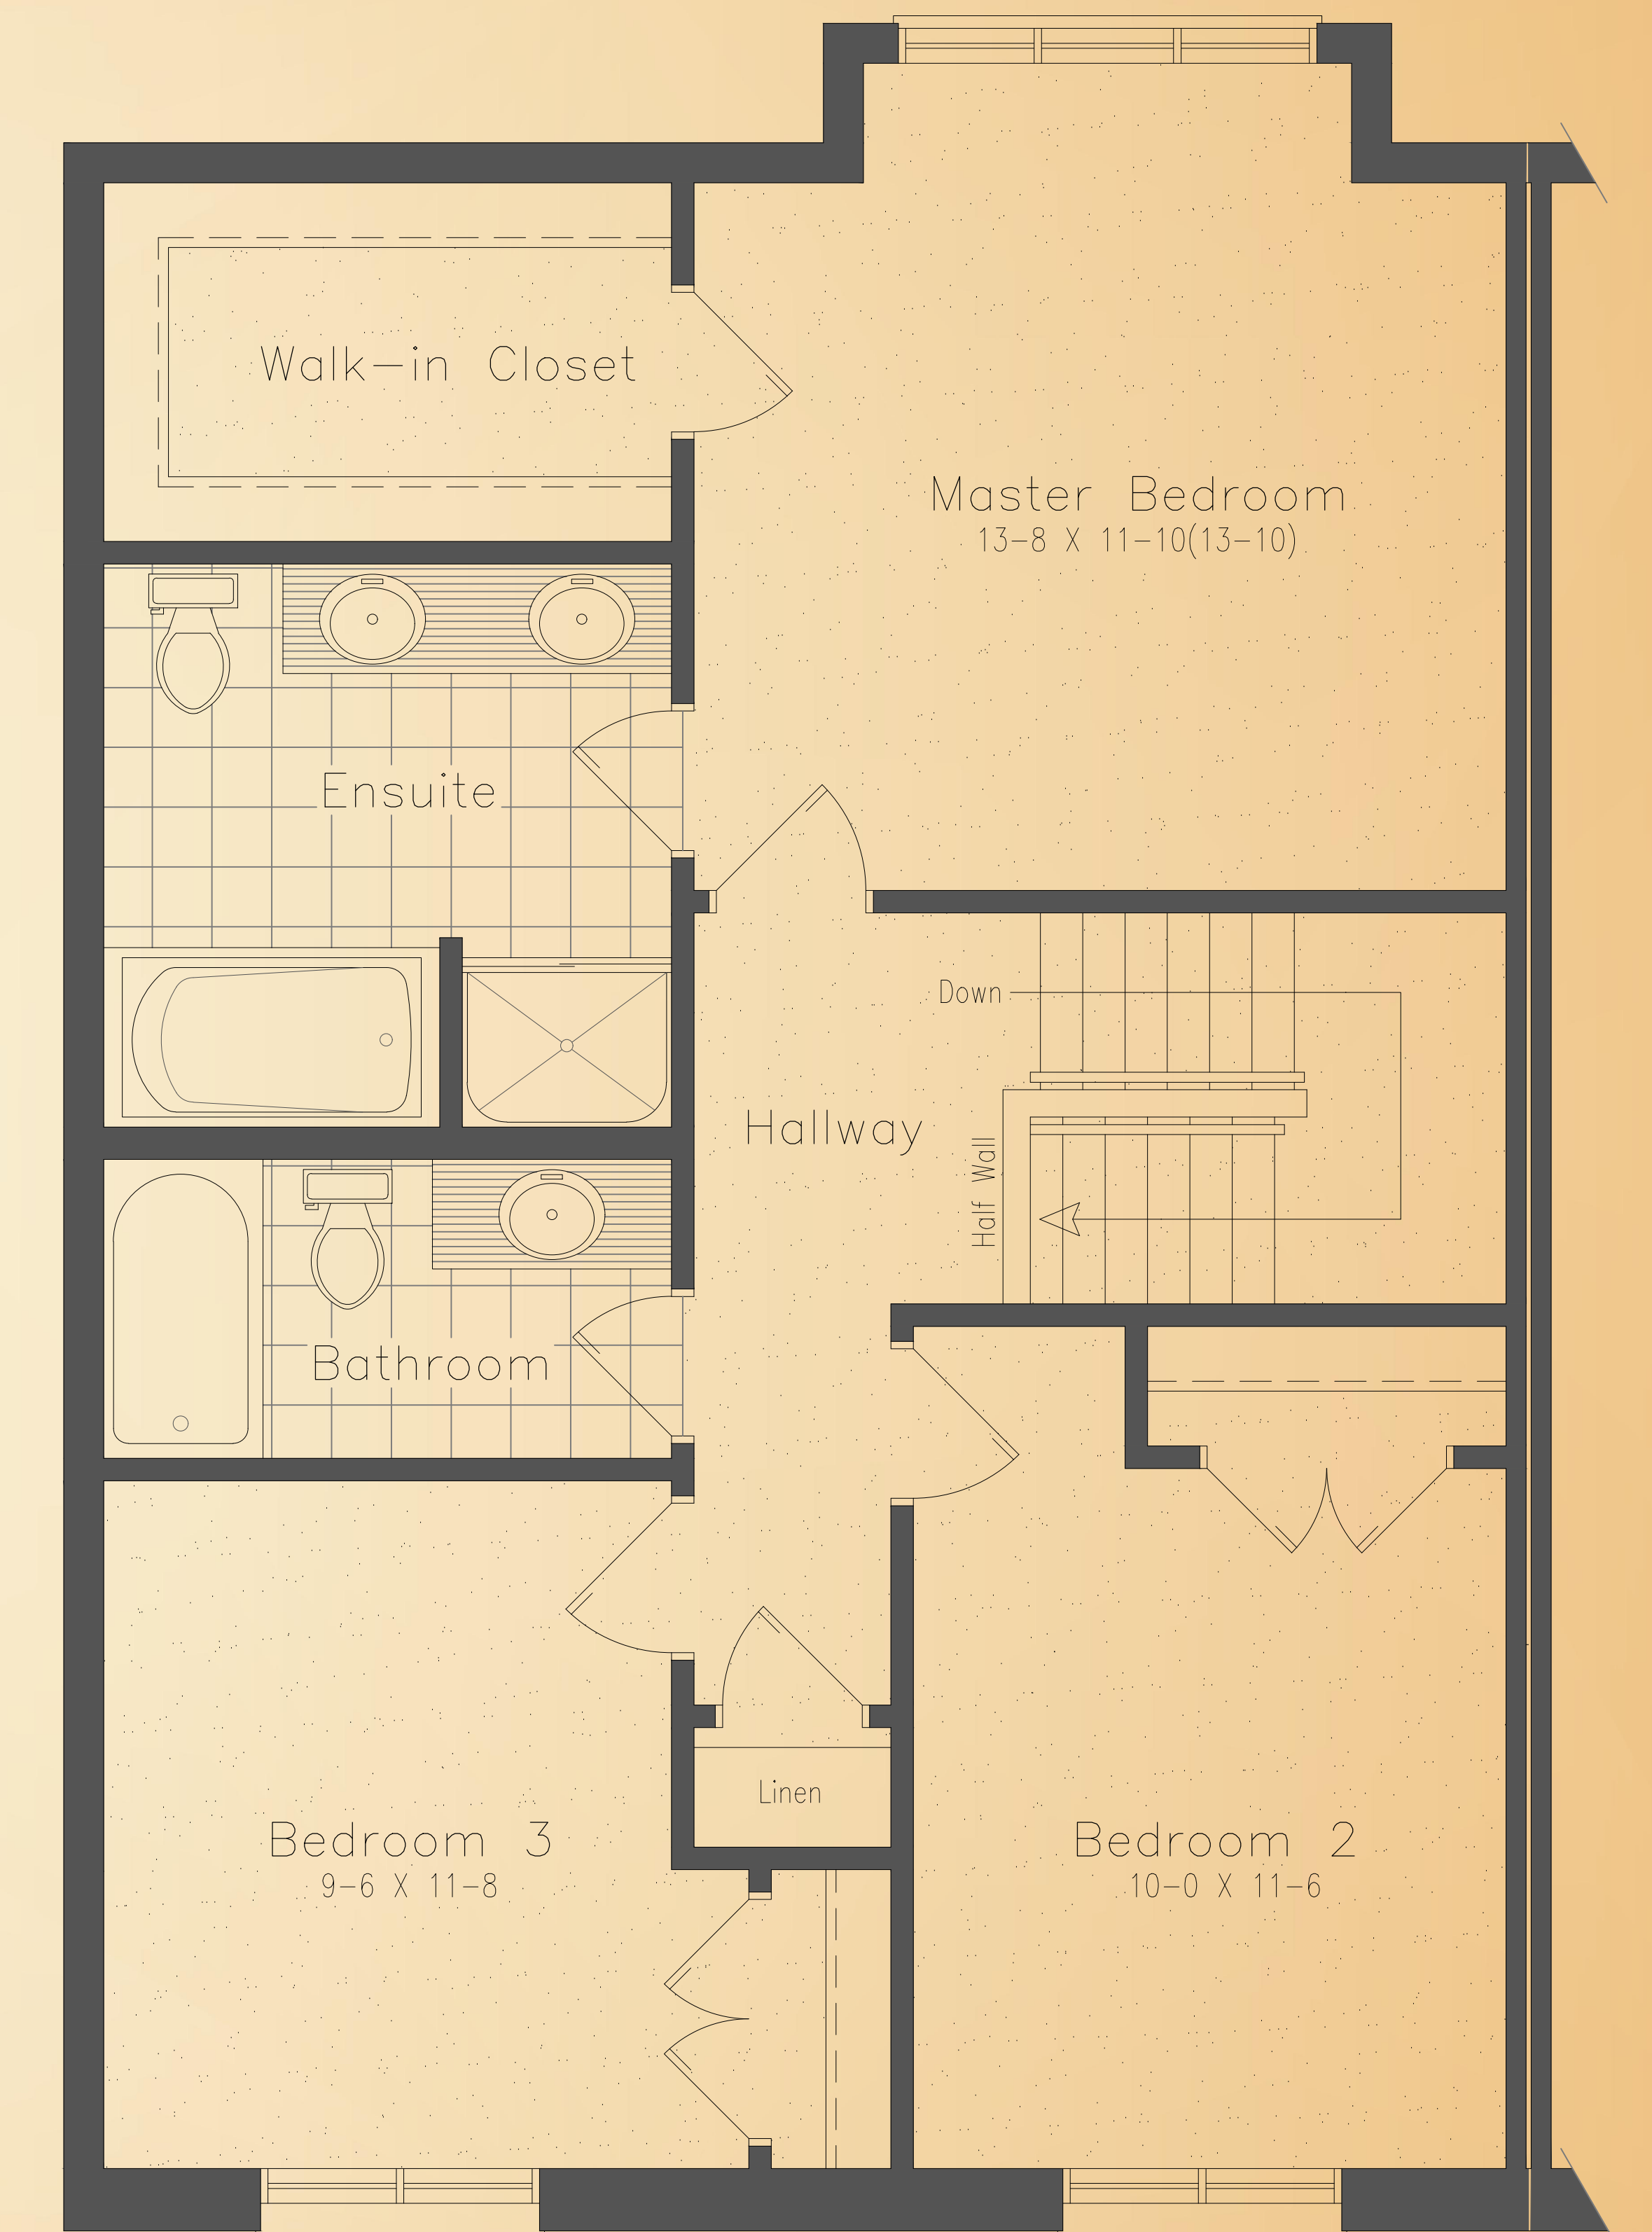 Walk-in Closet
Master Bedroom
13-8 X 11-10(13-10)
Ensuite
Down
Hallway
Half Wall
Bathroom
Linen
Bedroom 3
9-6 X 11-8
Bedroom 2
10-0 X 11-6